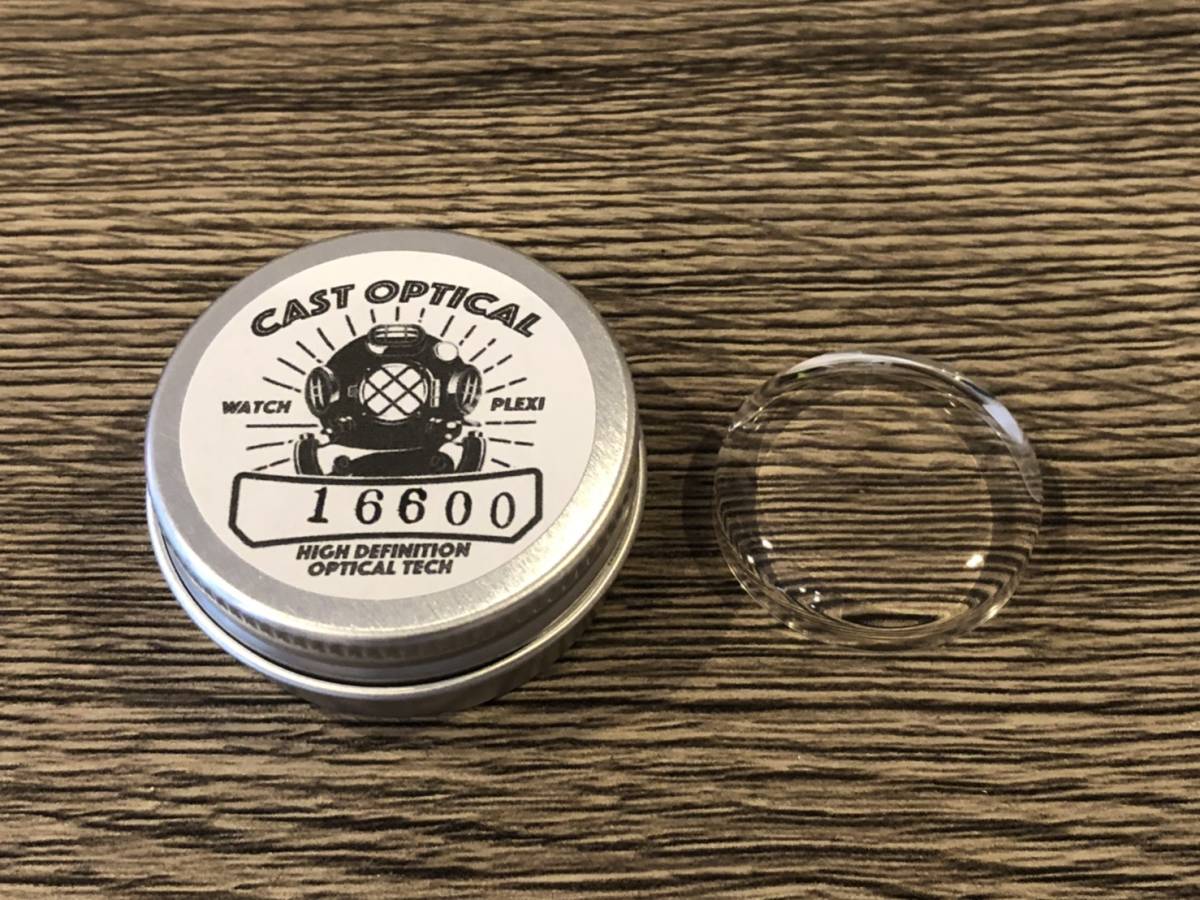 CAST OPTICAL
WATCH PLEXI
16600
HIGH DEFINITION
OPTICAL TECH